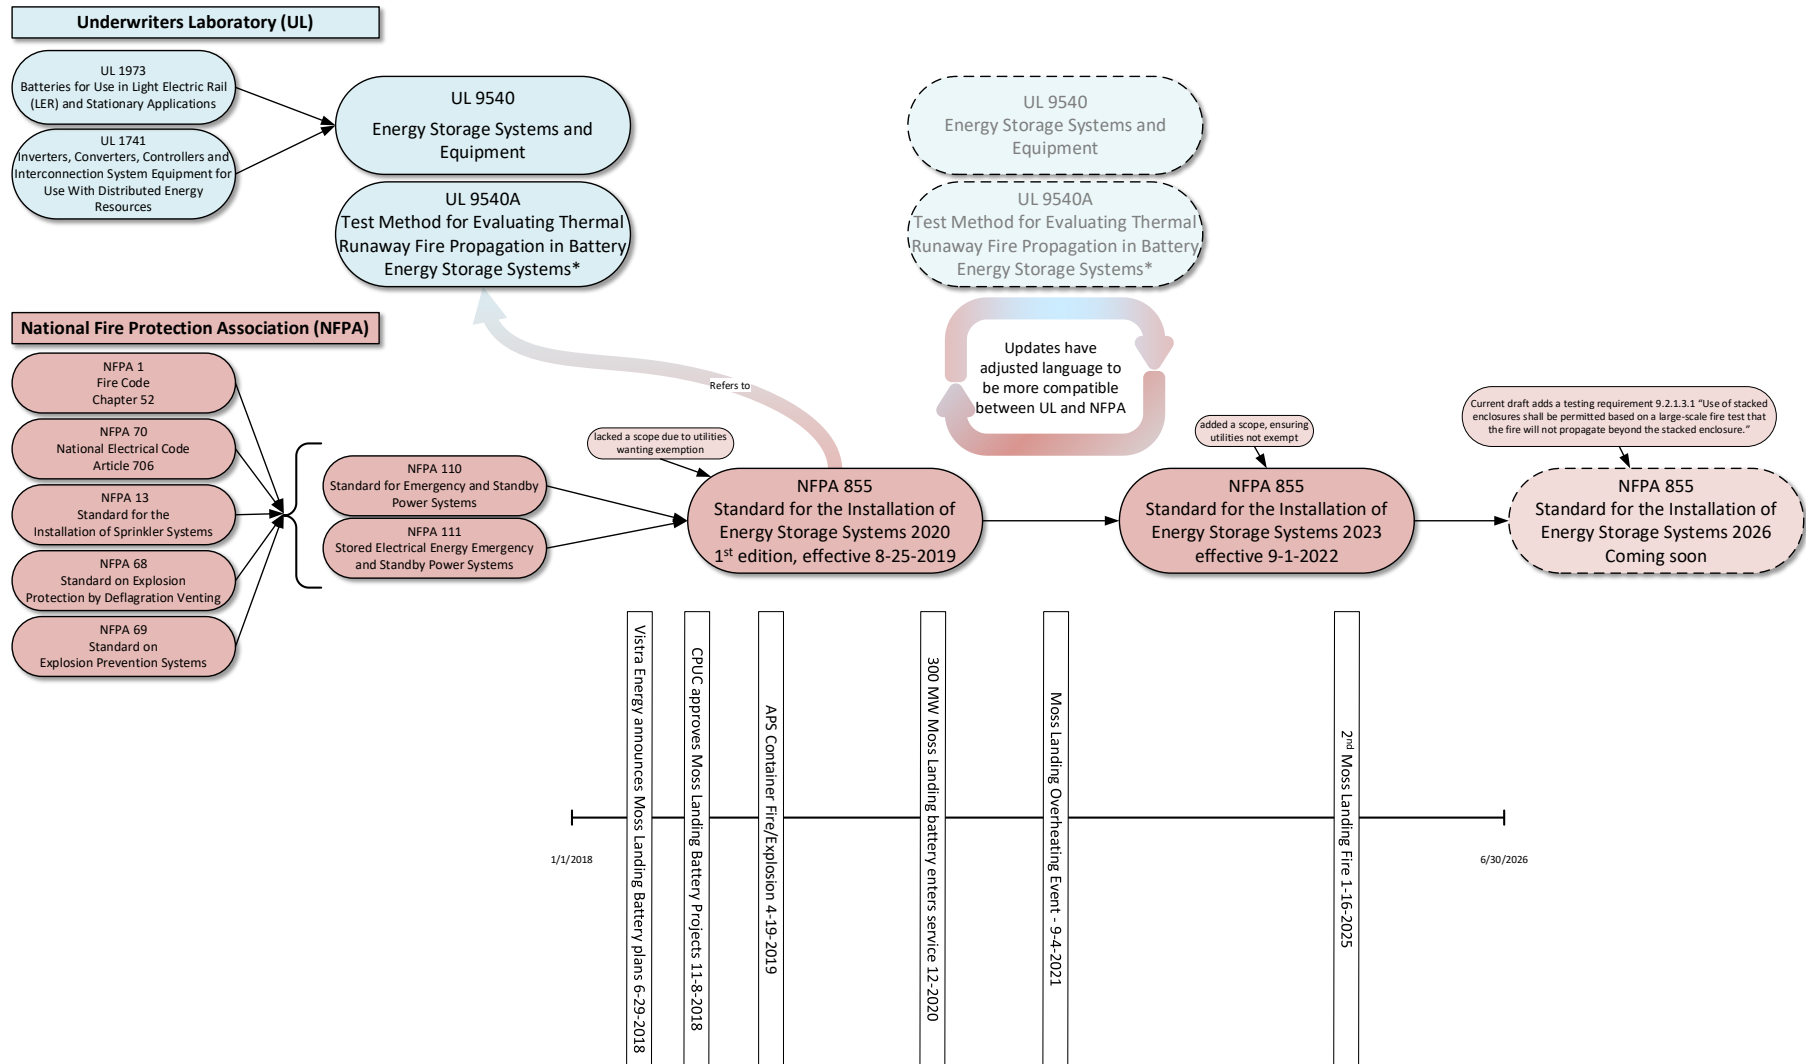 Underwriters Laboratory (UL)
UL 1973
Batteries for Use in Light Electric Rail
(LER) and Stationary Applications
UL 1741
Inverters, Converters, Controllers and
Interconnection System Equipment for
Use With Distributed Energy
Resources
UL 9540
Energy Storage Systems and
Equipment
UL 9540A
Test Method for Evaluating Thermal
Runaway Fire Propagation in Battery
Energy Storage Systems*
UL 9540
Energy Storage Systems and
Equipment
UL 9540A
Test Method for Evaluating Thermal
Runaway Fire Propagation in Battery
Energy Storage Systems*
National Fire Protection Association (NFPA)
NFPA 1
Fire Code
Chapter 52
NFPA 70
National Electrical Code
Article 706
NFPA 13
Standard for the
Installation of Sprinkler Systems
NFPA 68
Standard on Explosion
Protection by Deflagration Venting
NFPA 69
Standard on
Explosion Prevention Systems
NFPA 110
Standard for Emergency and Standby
Power Systems
NFPA 111
Stored Electrical Energy Emergency
and Standby Power Systems
Refers to
lacked a scope due to utilities
wanting exemption
NFPA 855
Standard for the Installation of
Energy Storage Systems 2020
1st edition, effective 8-25-2019
Updates have
adjusted language to
be more compatible
between UL and NFPA
added a scope, ensuring
utilities not exempt
NFPA 855
Standard for the Installation of
Energy Storage Systems 2023
effective 9-1-2022
Current draft adds a testing requirement 9.2.1.3.1 “Use of stacked
enclosures shall be permitted based on a large-scale fire test that
the fire will not propagate beyond the stacked enclosure.”
NFPA 855
Standard for the Installation of
Energy Storage Systems 2026
Coming soon
1/1/2018
Vistra Energy announces Moss Landing Battery plans 6-29-2018
CPUC approves Moss Landing Battery Projects 11-8-2018
APS Container Fire/Explosion 4-19-2019
300 MW Moss Landing battery enters service 12-2020
Moss Landing Overheating Event - 9-4-2021
2nd Moss Landing Fire 1-16-2025
6/30/2026